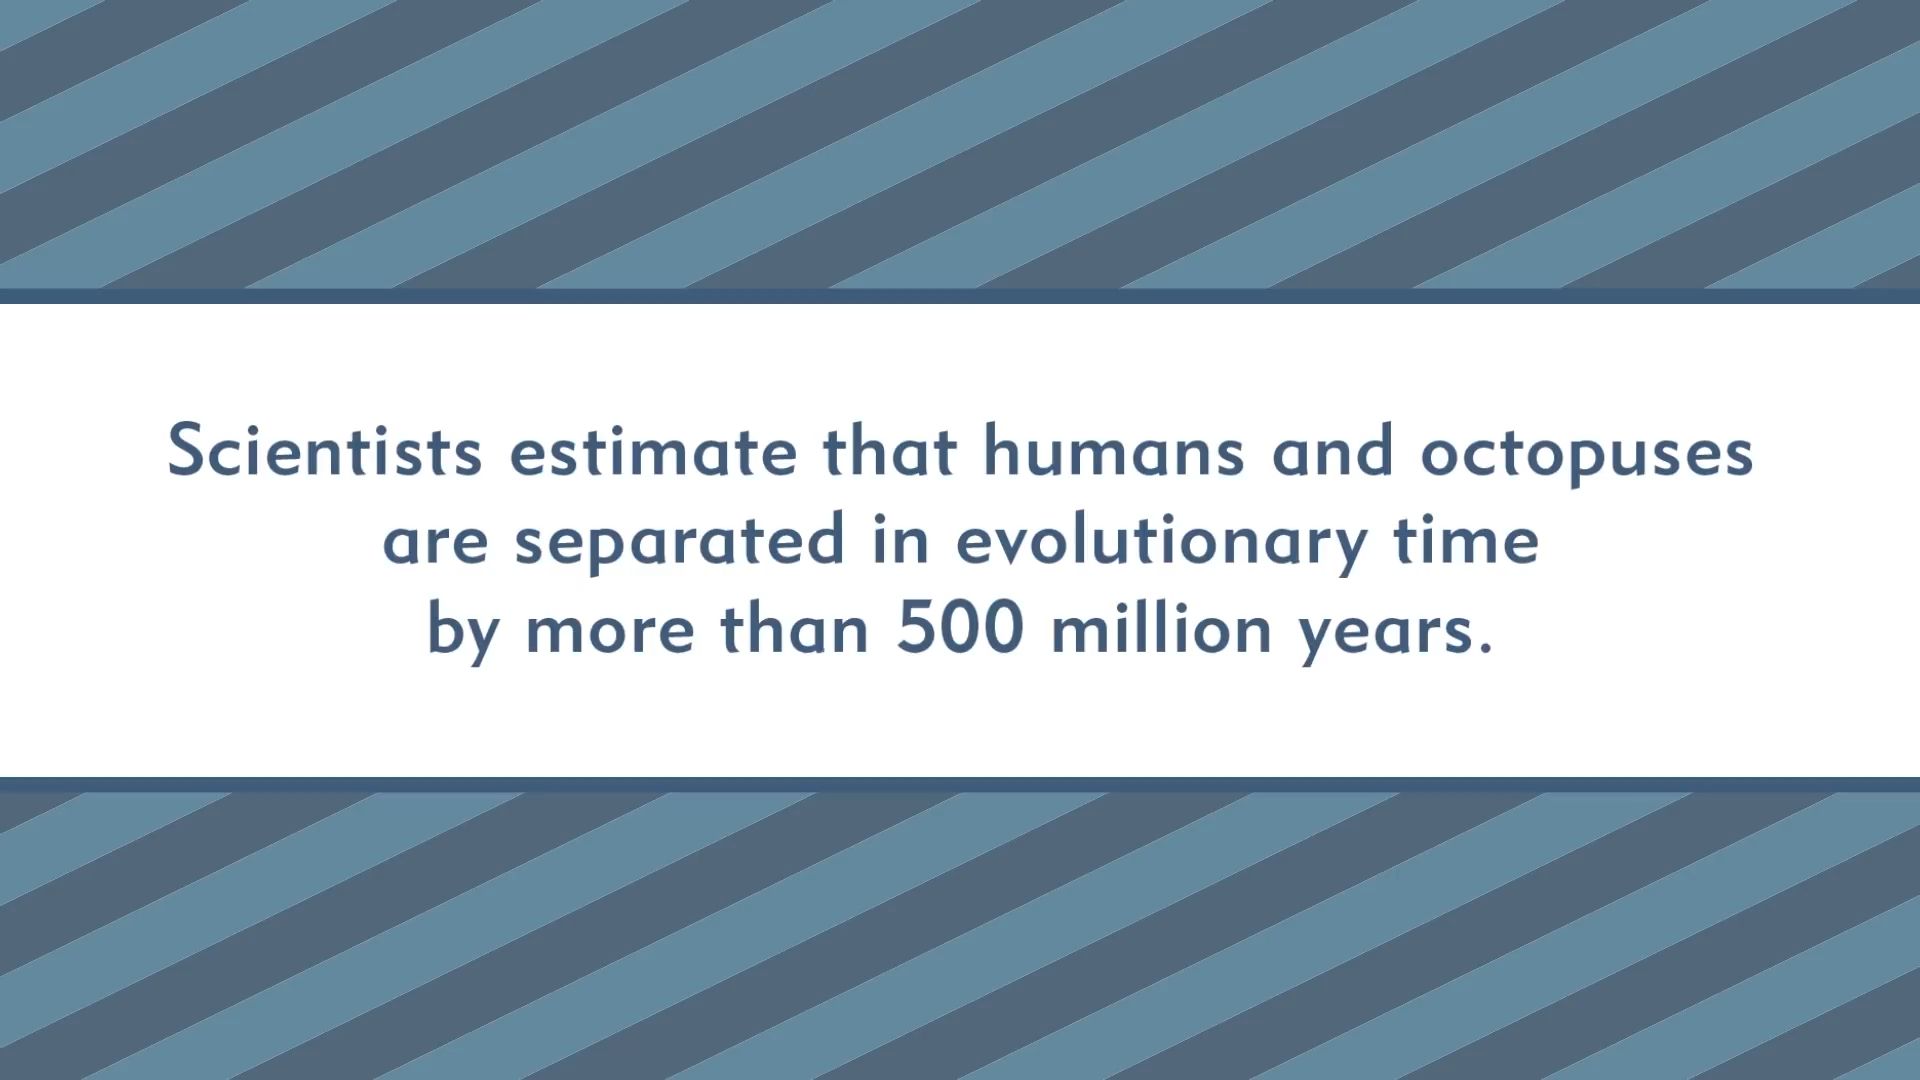 Scientists estimate that humans and octopuses
are separated in evolutionary time
by more than 500 million years.